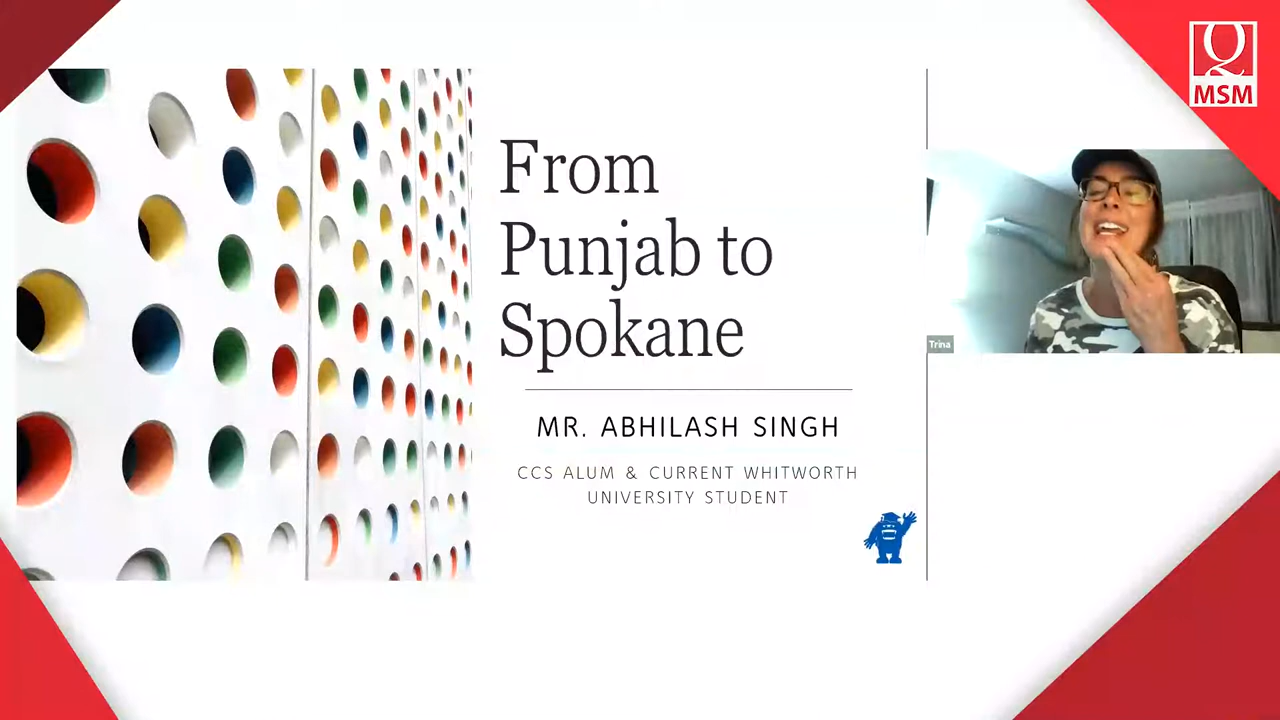 From
Punjab to
Spokane
MR. ABHILASH SINGH
CCS ALUM & CURRENT WHITWORTH
UNIVERSITY STUDENT
Q
MSM
Trina